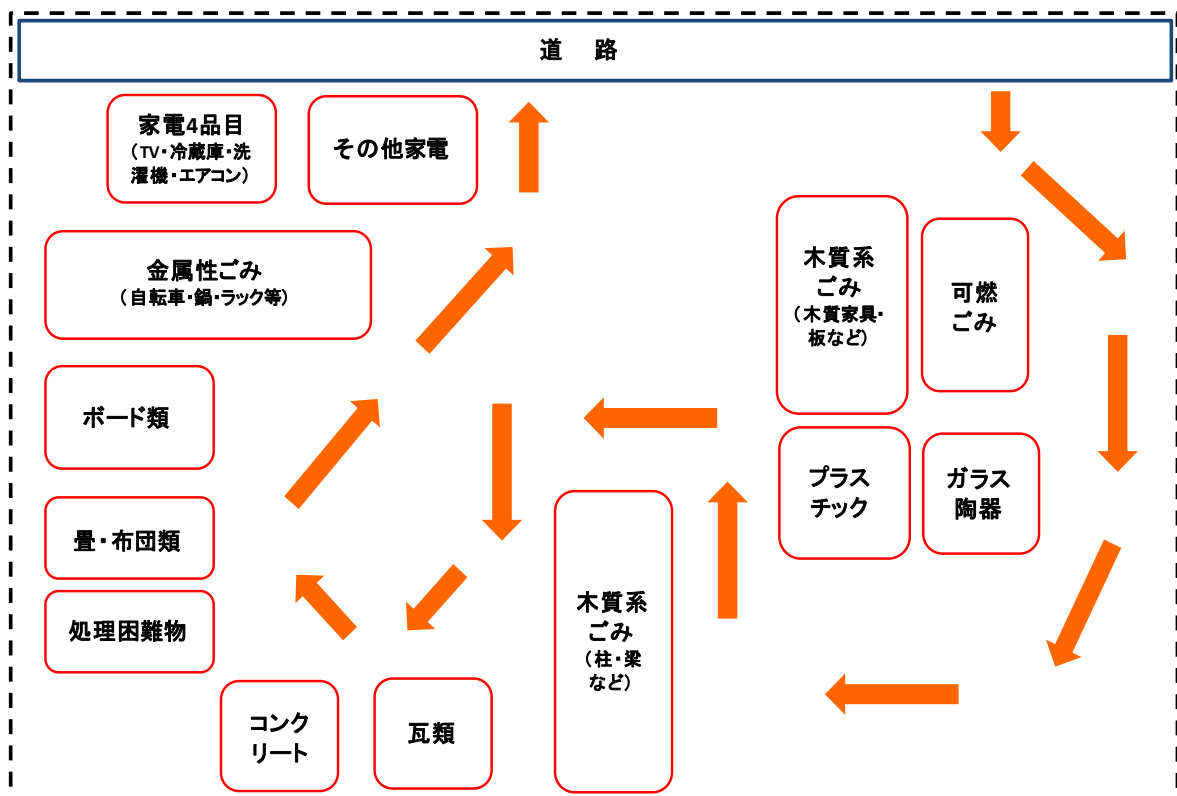 道 路
家電4品目
（TV・冷蔵庫・洗
濯機・エアコン）
その他家電
金属性ごみ
（自転車・鍋・ラック等）
ボード類
畳・布団類
処理困難物
コンク
リート
瓦類
木質系
ごみ
（柱・梁
など）
木質系
ごみ
（木質家具・
板など）
可燃
ごみ
プラス
チック
ガラス
陶器